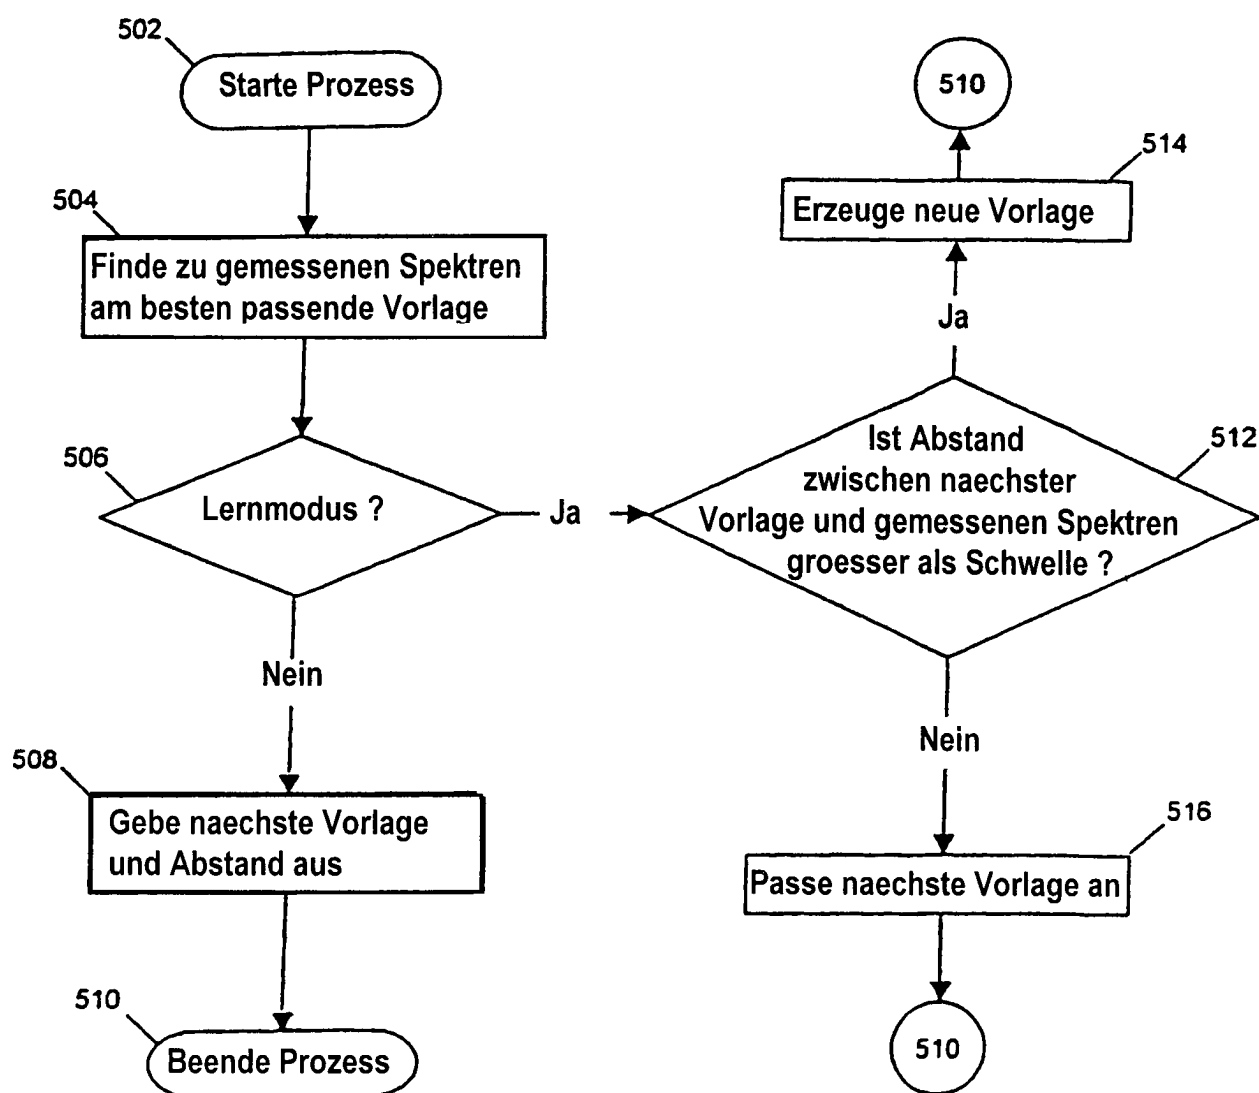 502
Starte Prozess
504
Finde zu gemessenen Spektren
am besten passende Vorlage
506
Lernmodus ?
Ja
Nein
508
Gebe naechste Vorlage
und Abstand aus
510
Beende Prozess
510
514
Erzeuge neue Vorlage
Ja
512
Ist Abstand
zwischen naechster
Vorlage und gemessenen Spektren
groesser als Schwelle ?
Nein
516
Passe naechste Vorlage an
510